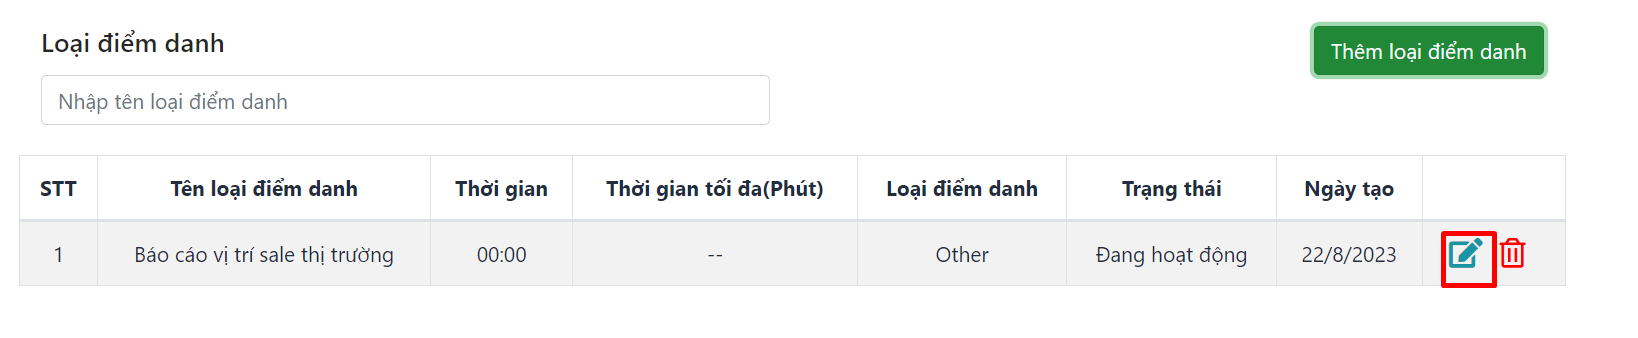 Loại điểm danh
Thêm loại điểm danh
Nhập tên loại điểm danh
STT Tên loại điểm danh Thời gian Thời gian tối đa(Phút) Loại điểm danh Trạng thái Ngày tạo
1 Báo cáo vị trí sale thị trường 00:00 -- Other Đang hoạt động 22/8/2023